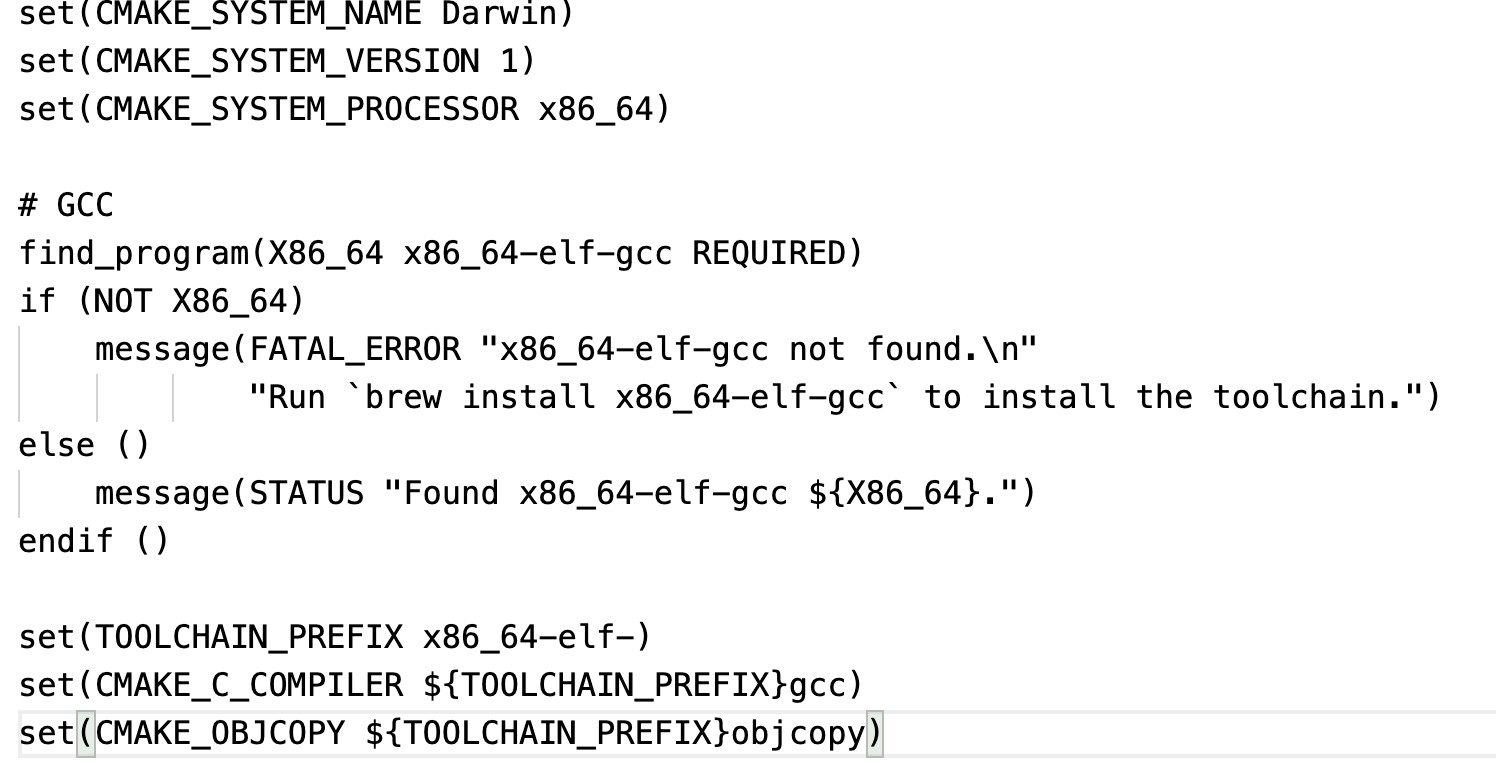 set(CMAKE_SYSTEM_NAME Darwin)
set(CMAKE_SYSTEM_VERSION 1)
set(CMAKE_SYSTEM_PROCESSOR x86_64)

# GCC
find_program(X86_64 x86_64-elf-gcc REQUIRED)
if (NOT X86_64)
    message(FATAL_ERROR "x86_64-elf-gcc not found.\n"
            "Run `brew install x86_64-elf-gcc` to install the toolchain.")
else ()
    message(STATUS "Found x86_64-elf-gcc ${X86_64}.")
endif ()

set(TOOLCHAIN_PREFIX x86_64-elf-)
set(CMAKE_C_COMPILER ${TOOLCHAIN_PREFIX}gcc)
set(CMAKE_OBJCOPY ${TOOLCHAIN_PREFIX}objcopy)